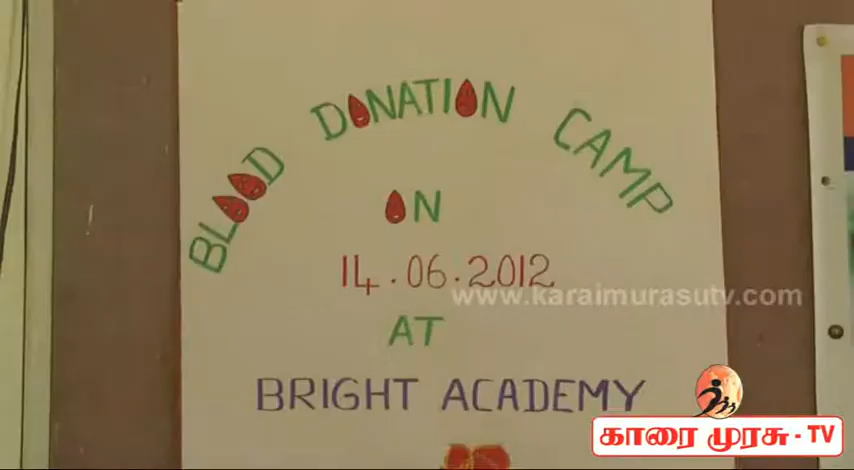 BLOOD DONATION CAMP
ON
14.06.2012
www.karaimurasutv.com
AT
BRIGHT ACADEMY
காரை முரசு - TV